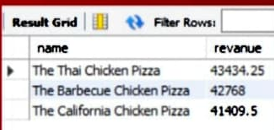 Result Grid Filter Rows:
name revanue
The Thai Chicken Pizza 43434.25
The Barbecue Chicken Pizza 42768
The California Chicken Pizza 41409.5